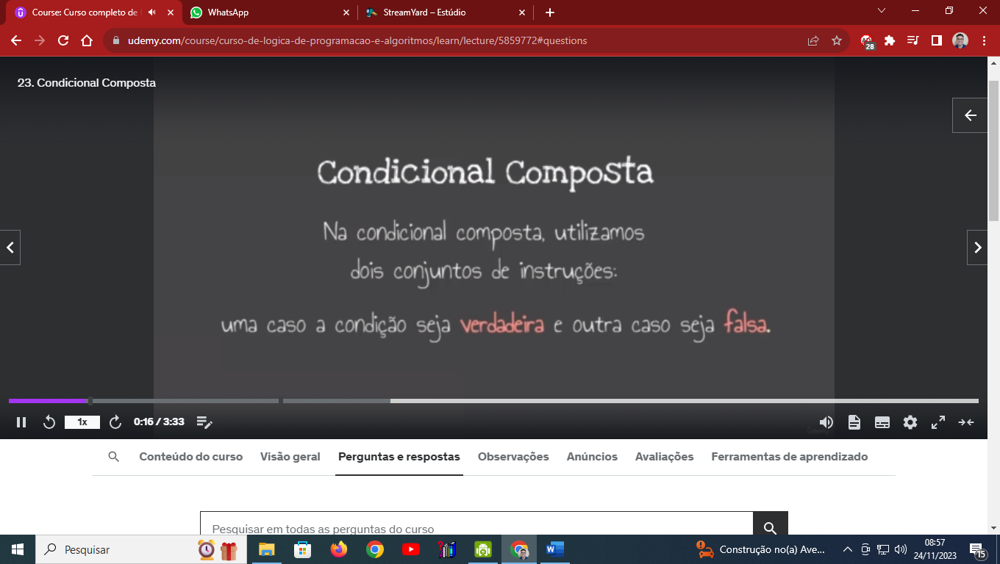 Course: Curso completo de
WhatsApp
StreamYard – Estúdio
udemy.com/course/curso-de-logica-de-programacao-e-algoritmos/learn/lecture/5859772#questions
28
23. Condicional Composta
Condicional Composta
Na condicional composta, utilizamos
dois conjuntos de instruções:
uma caso a condição seja verdadeira e outra caso seja falsa.
1x
0:16 / 3:33
Conteúdo do curso
Visão geral
Perguntas e respostas
Observações
Anúncios
Avaliações
Ferramentas de aprendizado
Pesquisar em todas as perguntas do curso
Pesquisar
Construção no(a) Ave...
08:57
24/11/2023
15